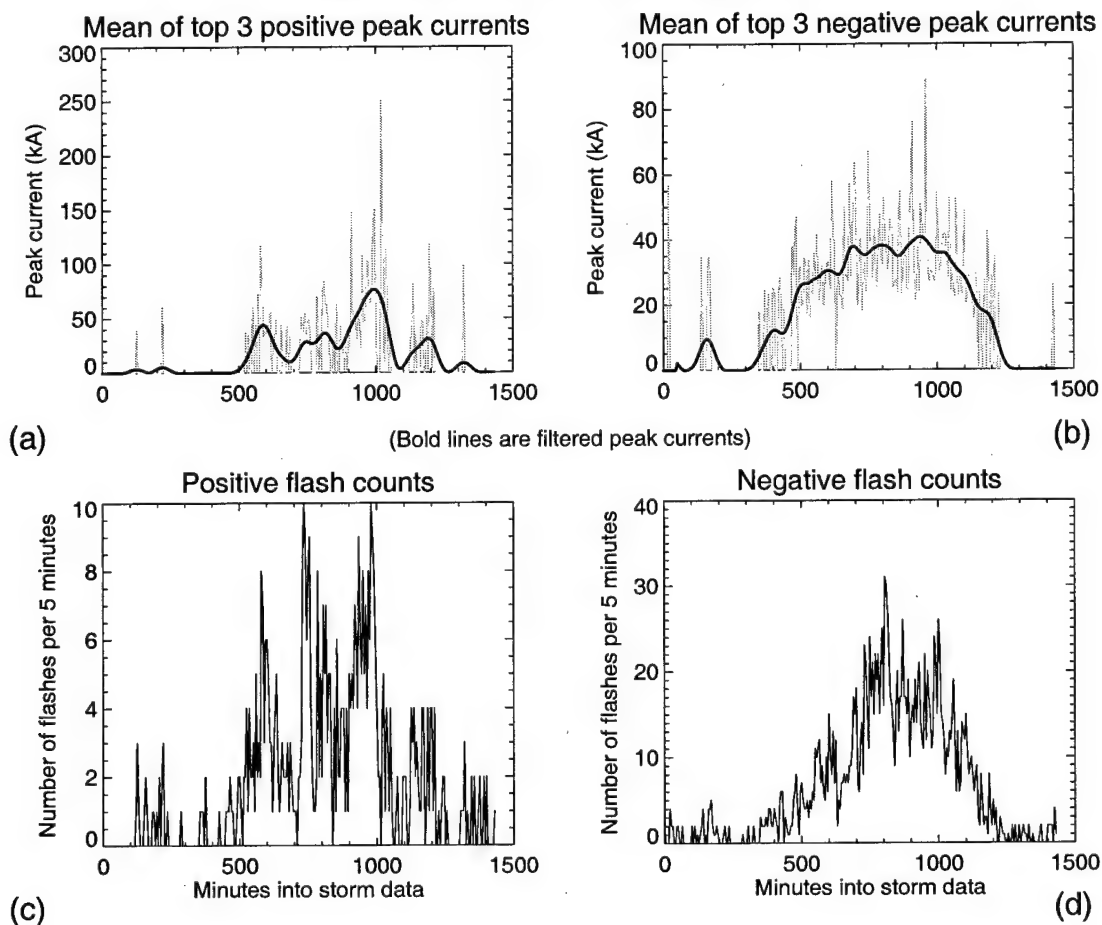 Mean of top 3 positive peak currents
Peak current (kA)
300
250
200
150
100
50
0
0
500
1000
1500
(a)
Mean of top 3 negative peak currents
Peak current (kA)
100
80
60
40
20
0
0
500
1000
1500
(b)
(Bold lines are filtered peak currents)
Positive flash counts
Number of flashes per 5 minutes
10
8
6
4
2
0
0
500
1000
1500
Minutes into storm data
(c)
Negative flash counts
Number of flashes per 5 minutes
40
30
20
10
0
0
500
1000
1500
Minutes into storm data
(d)